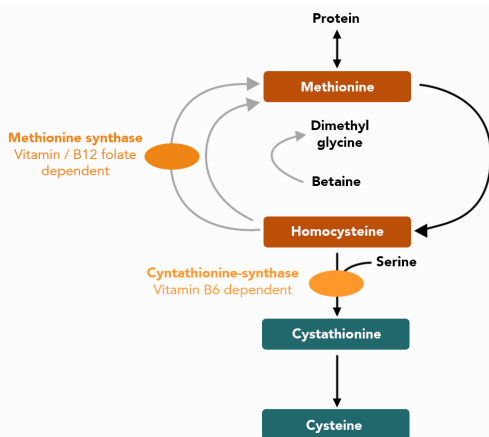 Protein
Methionine
Methionine synthase
Vitamin / B12 folate
dependent
Dimethyl
glycine
Betaine
Homocysteine
Serine
Cyntathionine-synthase
Vitamin B6 dependent
Cystathionine
Cysteine